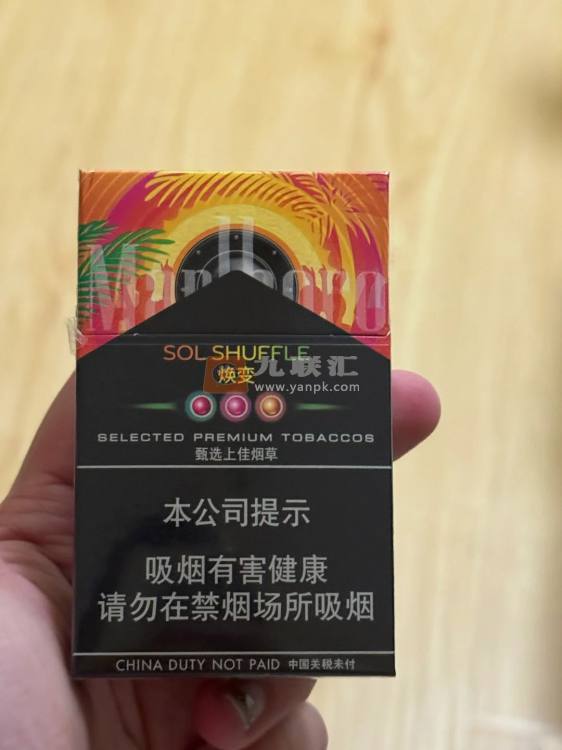 Marlboro
SOL SHUFFLE
九联汇
焕变
www.yanpk.com
SELECTED PREMIUM TOBACCOS
甄选上佳烟草
本公司提示
吸烟有害健康
请勿在禁烟场所吸烟
CHINA DUTY NOT PAID 中国关税未付